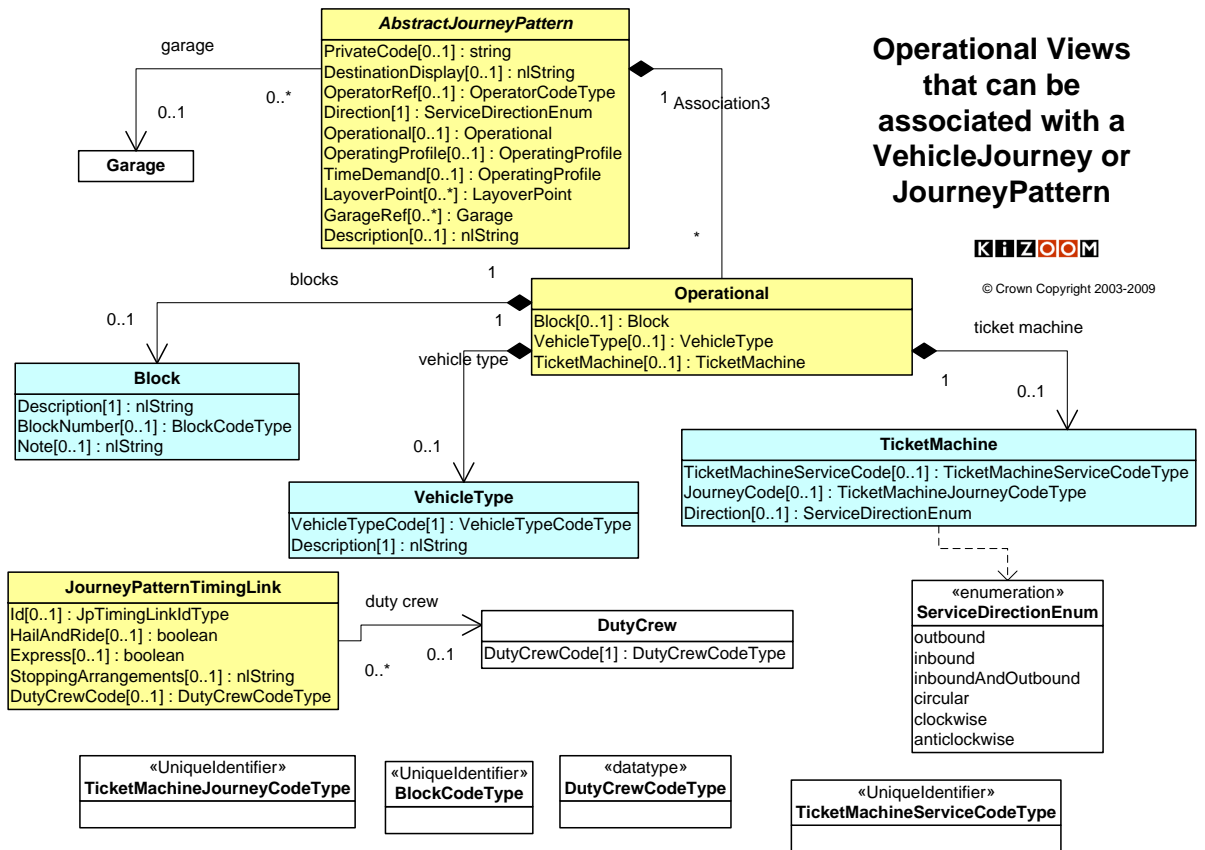 AbstractJourneyPattern
PrivateCode[0..1] : string
DestinationDisplay[0..1] : nlString
OperatorRef[0..1] : OperatorCodeType
Direction[1] : ServiceDirectionEnum
Operational[0..1] : Operational
OperatingProfile[0..1] : OperatingProfile
TimeDemand[0..1] : OperatingProfile
LayoverPoint[0..*] : LayoverPoint
GarageRef[0..*] : Garage
Description[0..1] : nlString
garage
0..*
0..1
Garage
1
Association3
*
Operational Views
that can be
associated with a
VehicleJourney or
JourneyPattern
KiZOOM
© Crown Copyright 2003-2009
Operational
Block[0..1] : Block
VehicleType[0..1] : VehicleType
TicketMachine[0..1] : TicketMachine
blocks
1
0..1
1
vehicle type
0..1
ticket machine
1
0..1
Block
Description[1] : nlString
BlockNumber[0..1] : BlockCodeType
Note[0..1] : nlString
VehicleType
VehicleTypeCode[1] : VehicleTypeCodeType
Description[1] : nlString
TicketMachine
TicketMachineServiceCode[0..1] : TicketMachineServiceCodeType
JourneyCode[0..1] : TicketMachineJourneyCodeType
Direction[0..1] : ServiceDirectionEnum
JourneyPatternTimingLink
Id[0..1] : JpTimingLinkIdType
HailAndRide[0..1] : boolean
Express[0..1] : boolean
StoppingArrangements[0..1] : nlString
DutyCrewCode[0..1] : DutyCrewCodeType
duty crew
0..*
0..1
DutyCrew
DutyCrewCode[1] : DutyCrewCodeType
«enumeration»
ServiceDirectionEnum
outbound
inbound
inboundAndOutbound
circular
clockwise
anticlockwise
«UniqueIdentifier»
TicketMachineJourneyCodeType
«UniqueIdentifier»
BlockCodeType
«datatype»
DutyCrewCodeType
«UniqueIdentifier»
TicketMachineServiceCodeType